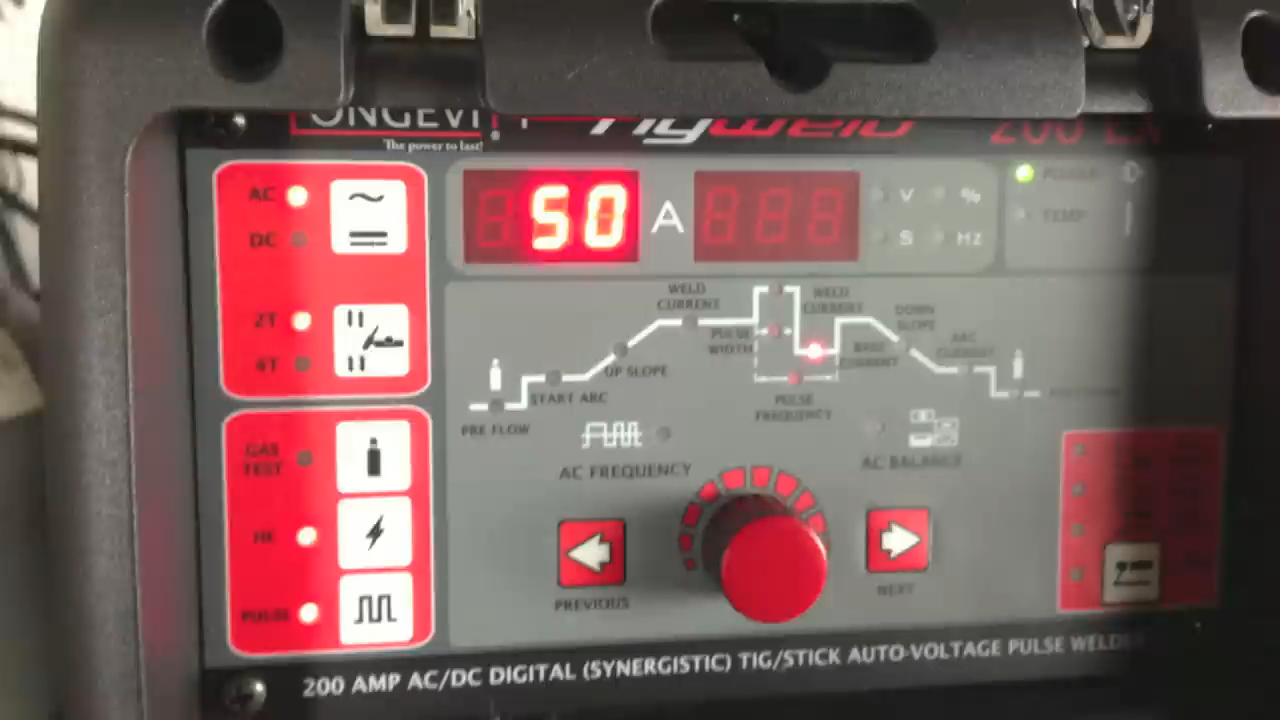 ONGEVI
The power to last!
Tigweld 200 EX
AC
DC
2T
4T
50 A
V %
S HZ
POWER
TEMP
WELD
CURRENT
WELD
CURRENT
DOWN
SLOPE
PULSE
WIDTH
BASE
CURRENT
ARC
CURRENT
UP SLOPE
START ARC
PRE FLOW
PULSE
FREQUENCY
GAS
TEST
HF
PULSE
AC FREQUENCY
AC BALANCE
PREVIOUS
NEXT
200 AMP AC/DC DIGITAL (SYNERGISTIC) TIG/STICK AUTO-VOLTAGE PULSE WELDER